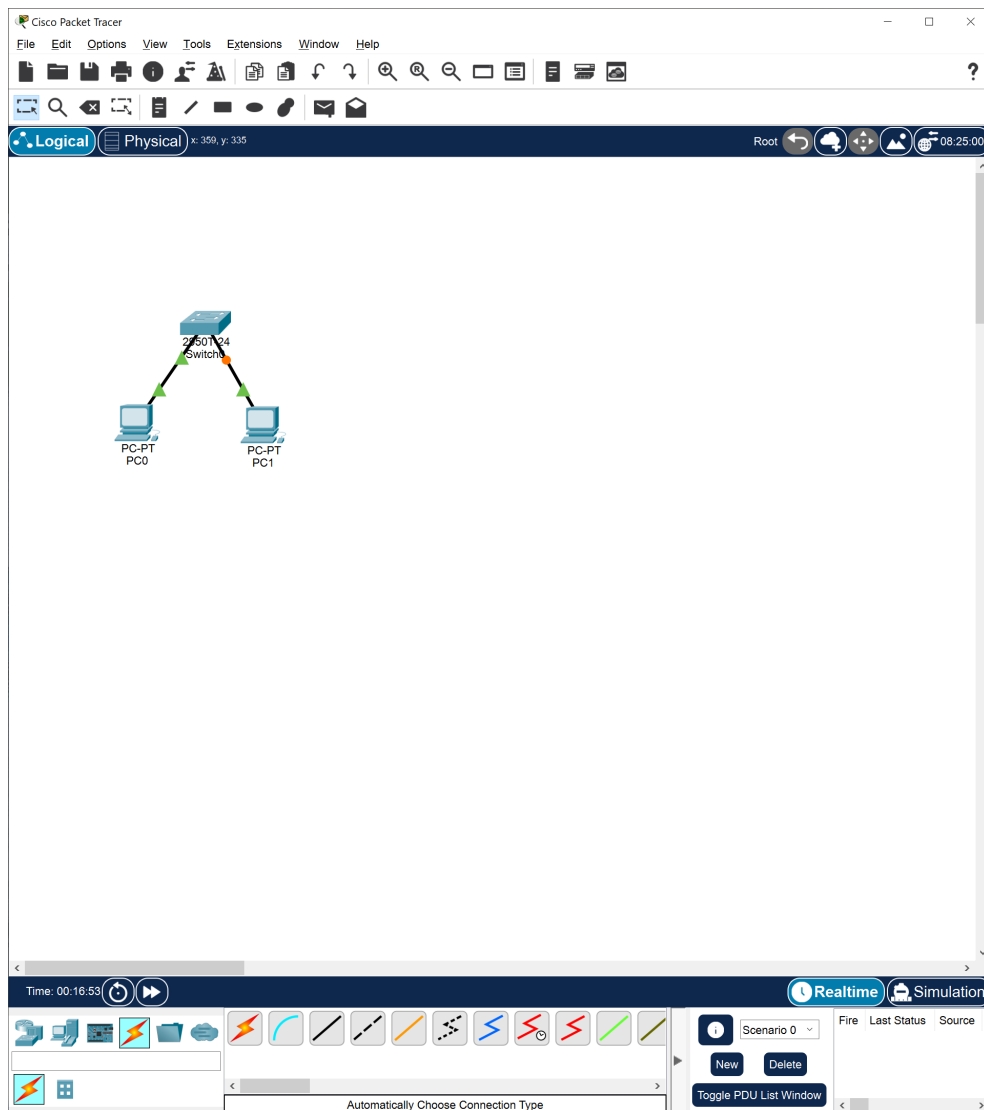 Cisco Packet Tracer
File Edit Options View Tools Extensions Window Help
Logical Physical x: 359, y: 335 Root 08:25:00
2950T-24
Switch0
PC-PT
PC0
PC-PT
PC1
Time: 00:16:53 Realtime Simulation
Scenario 0
New Delete
Toggle PDU List Window
Fire Last Status Source
Automatically Choose Connection Type